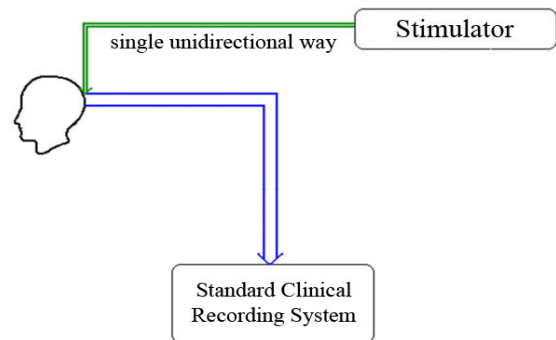 Stimulator
single unidirectional way
Standard Clinical
Recording System